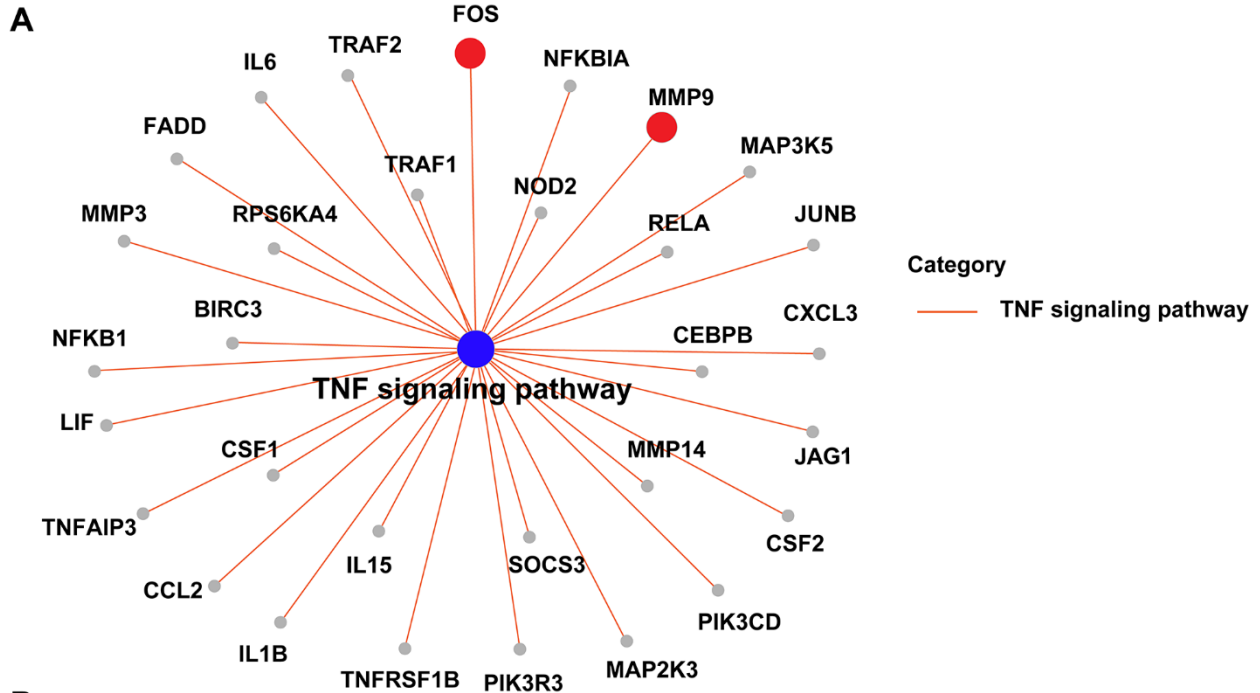 A
FOS
TRAF2
IL6
NFKBIA
MMP9
FADD
MAP3K5
TRAF1
NOD2
MMP3
RPS6KA4
RELA
JUNB
Category
TNF signaling pathway
BIRC3
CXCL3
NFKB1
CEBPB
TNF signaling pathway
LIF
CSF1
MMP14
JAG1
TNFAIP3
CSF2
IL15
SOCS3
CCL2
PIK3CD
IL1B
MAP2K3
TNFRSF1B
PIK3R3